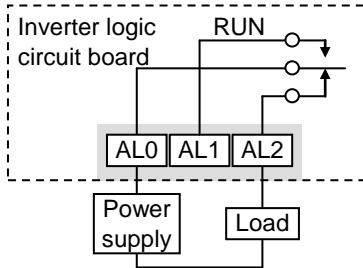 Inverter logic
circuit board
RUN
AL0
AL1
AL2
Power
supply
Load